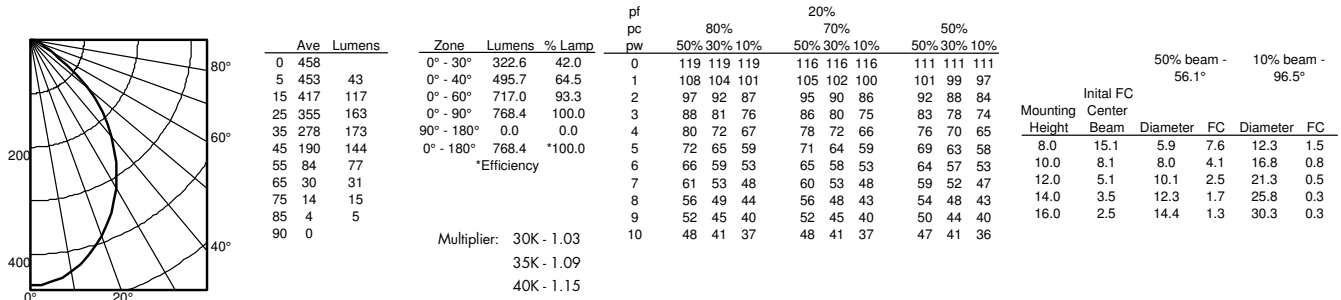 80°
60°
40°
20°
0°
200
400
Ave Lumens
0 458
5 453 43
15 417 117
25 355 163
35 278 173
45 190 144
55 84 77
65 30 31
75 14 15
85 4 5
90 0
Zone Lumens % Lamp
0° - 30° 322.6 42.0
0° - 40° 495.7 64.5
0° - 60° 717.0 93.3
0° - 90° 768.4 100.0
90° - 180° 0.0 0.0
0° - 180° 768.4 *100.0
*Efficiency
Multiplier: 30K - 1.03
35K - 1.09
40K - 1.15
pf 20%
pc 80% 70% 50%
pw 50% 30% 10% 50% 30% 10% 50% 30% 10%
0 119 119 119 116 116 116 111 111 111
1 108 104 101 105 102 100 101 99 97
2 97 92 87 95 90 86 92 88 84
3 88 81 76 86 80 75 83 78 74
4 80 72 67 78 72 66 76 70 65
5 72 65 59 71 64 59 69 63 58
6 66 59 53 65 58 53 64 57 53
7 61 53 48 60 53 48 59 52 47
8 56 49 44 56 48 43 54 48 43
9 52 45 40 52 45 40 50 44 40
10 48 41 37 48 41 37 47 41 36
50% beam - 10% beam -
56.1° 96.5°
Inital FC
Mounting Center
Height Beam Diameter FC Diameter FC
8.0 15.1 5.9 7.6 12.3 1.5
10.0 8.1 8.0 4.1 16.8 0.8
12.0 5.1 10.1 2.5 21.3 0.5
14.0 3.5 12.3 1.7 25.8 0.3
16.0 2.5 14.4 1.3 30.3 0.3